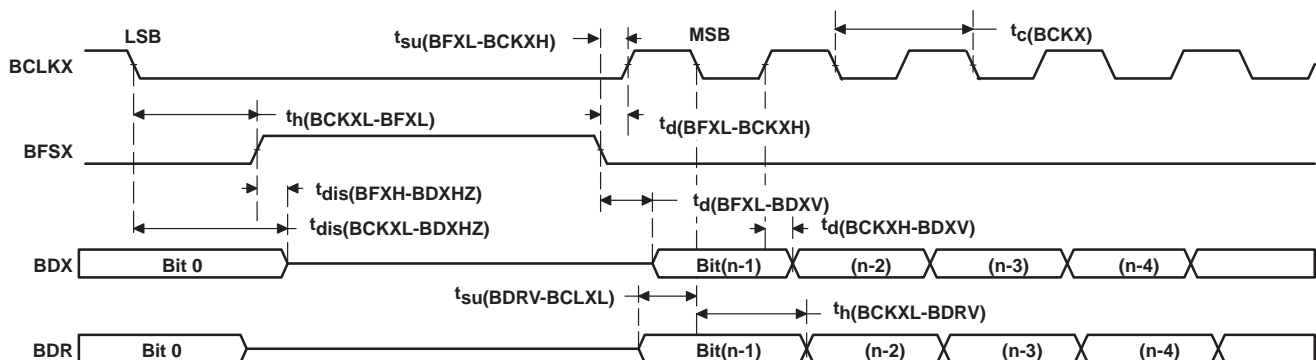 LSB
MSB
tsu(BFXL-BCKXH)
tc(BCKX)
BCLKX
th(BCKXL-BFXL)
td(BFXL-BCKXH)
BFSX
tdis(BFXH-BDXHZ)
td(BFXL-BDXV)
tdis(BCKXL-BDXHZ)
td(BCKXH-BDXV)
BDX Bit 0 Bit(n-1) (n-2) (n-3) (n-4)
tsu(BDRV-BCLXL)
th(BCKXL-BDRV)
BDR Bit 0 Bit(n-1) (n-2) (n-3) (n-4)